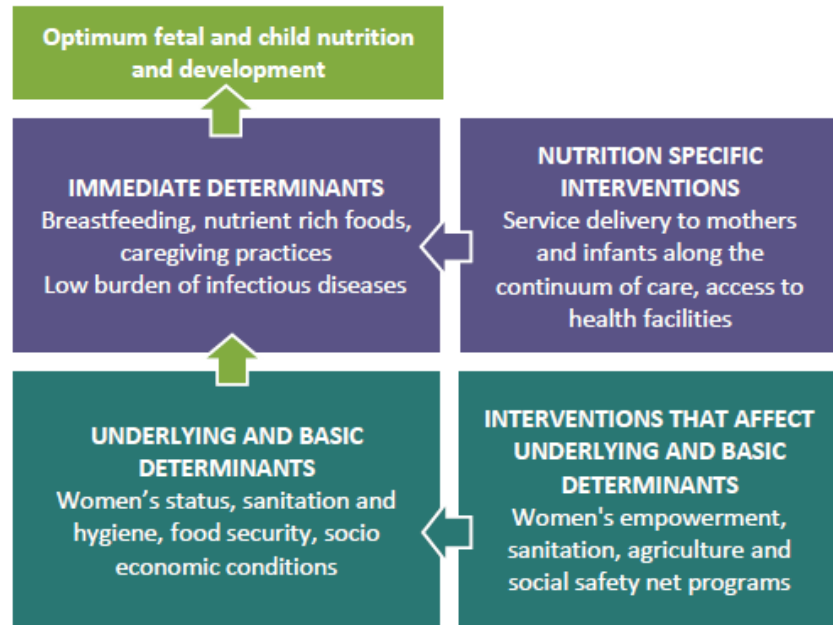 Optimum fetal and child nutrition
and development
IMMEDIATE DETERMINANTS
Breastfeeding, nutrient rich foods,
caregiving practices
Low burden of infectious diseases
NUTRITION SPECIFIC
INTERVENTIONS
Service delivery to mothers
and infants along the
continuum of care, access to
health facilities
UNDERLYING AND BASIC
DETERMINANTS
Women’s status, sanitation and
hygiene, food security, socio
economic conditions
INTERVENTIONS THAT AFFECT
UNDERLYING AND BASIC
DETERMINANTS
Women's empowerment,
sanitation, agriculture and
social safety net programs